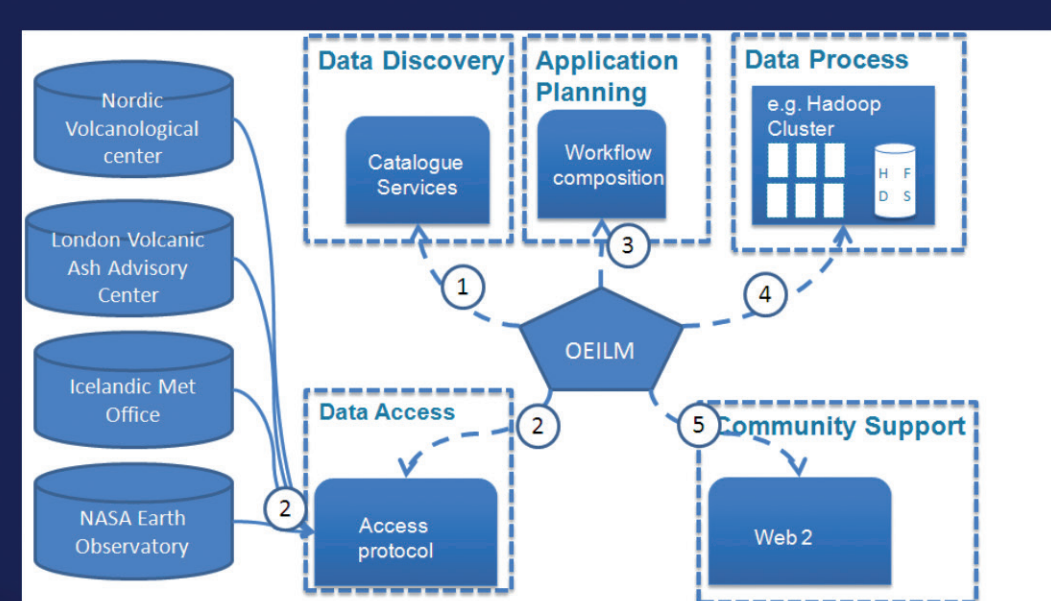 Nordic
Volcanological
center
London Volcanic
Ash Advisory
Center
Icelandic Met
Office
NASA Earth
Observatory
Data Discovery
Catalogue
Services
Application
Planning
Workflow
composition
Data Process
e.g. Hadoop
Cluster
H F
D S
1
3
4
OEILM
Data Access
2
Access
protocol
2
5
Community Support
Web 2